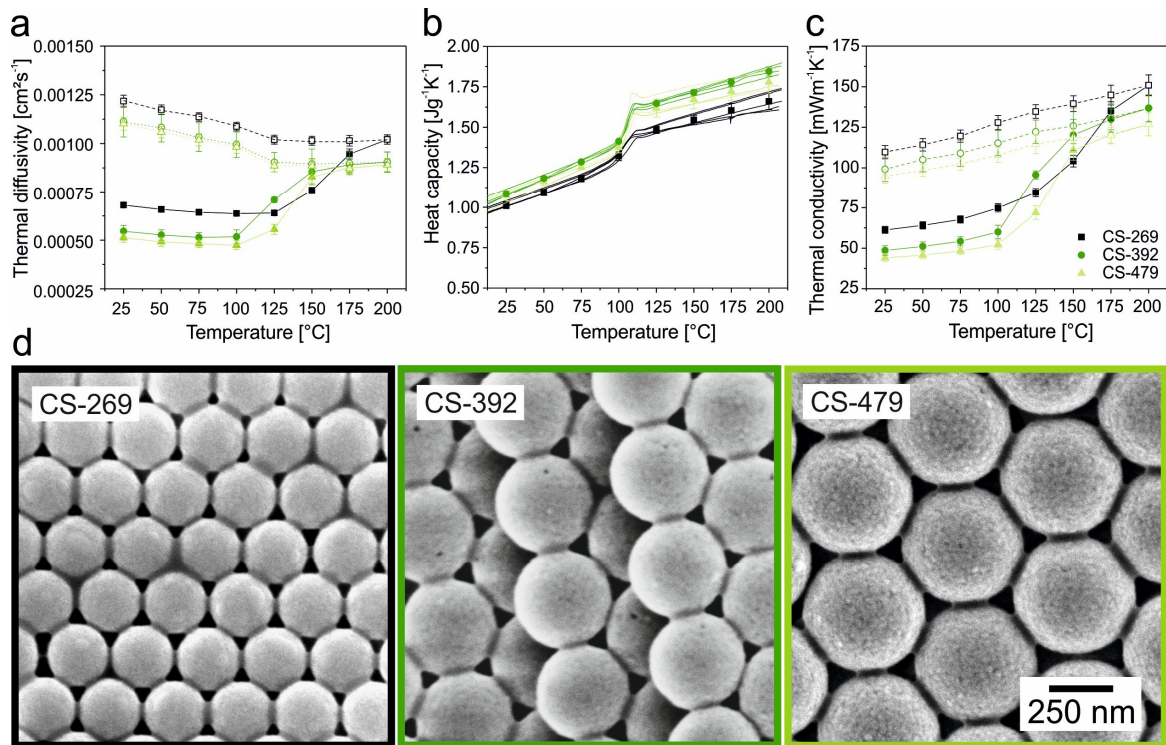 a
b
c
Thermal diffusivity [cm²s⁻¹]
0.00150
0.00125
0.00100
0.00075
0.00050
0.00025
25 50 75 100 125 150 175 200
Temperature [°C]
Heat capacity [Jg⁻¹K⁻¹]
2.00
1.75
1.50
1.25
1.00
0.75
0.50
25 50 75 100 125 150 175 200
Temperature [°C]
Thermal conductivity [mWm⁻¹K⁻¹]
175
150
125
100
75
50
25
CS-269
CS-392
CS-479
25 50 75 100 125 150 175 200
Temperature [°C]
d
CS-269
CS-392
CS-479
250 nm